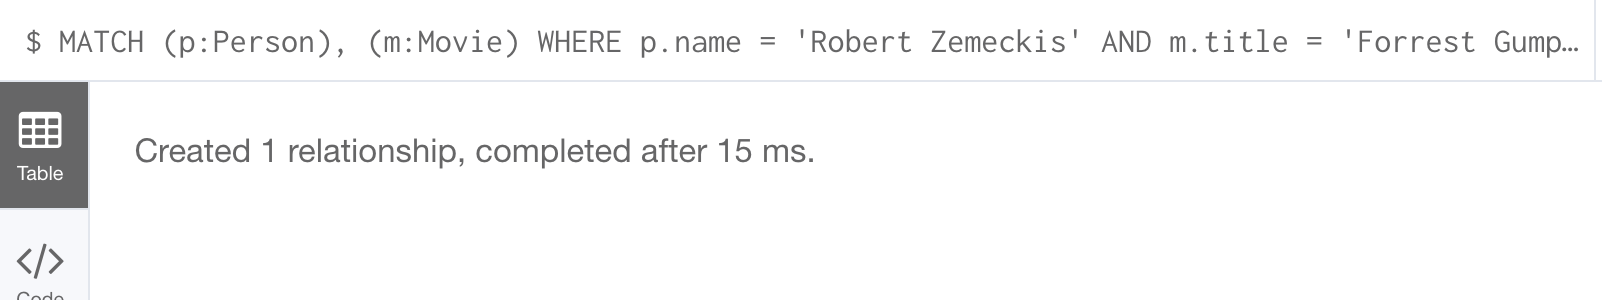 $ MATCH (p:Person), (m:Movie) WHERE p.name = 'Robert Zemeckis' AND m.title = 'Forrest Gump…
Table
Created 1 relationship, completed after 15 ms.
Code